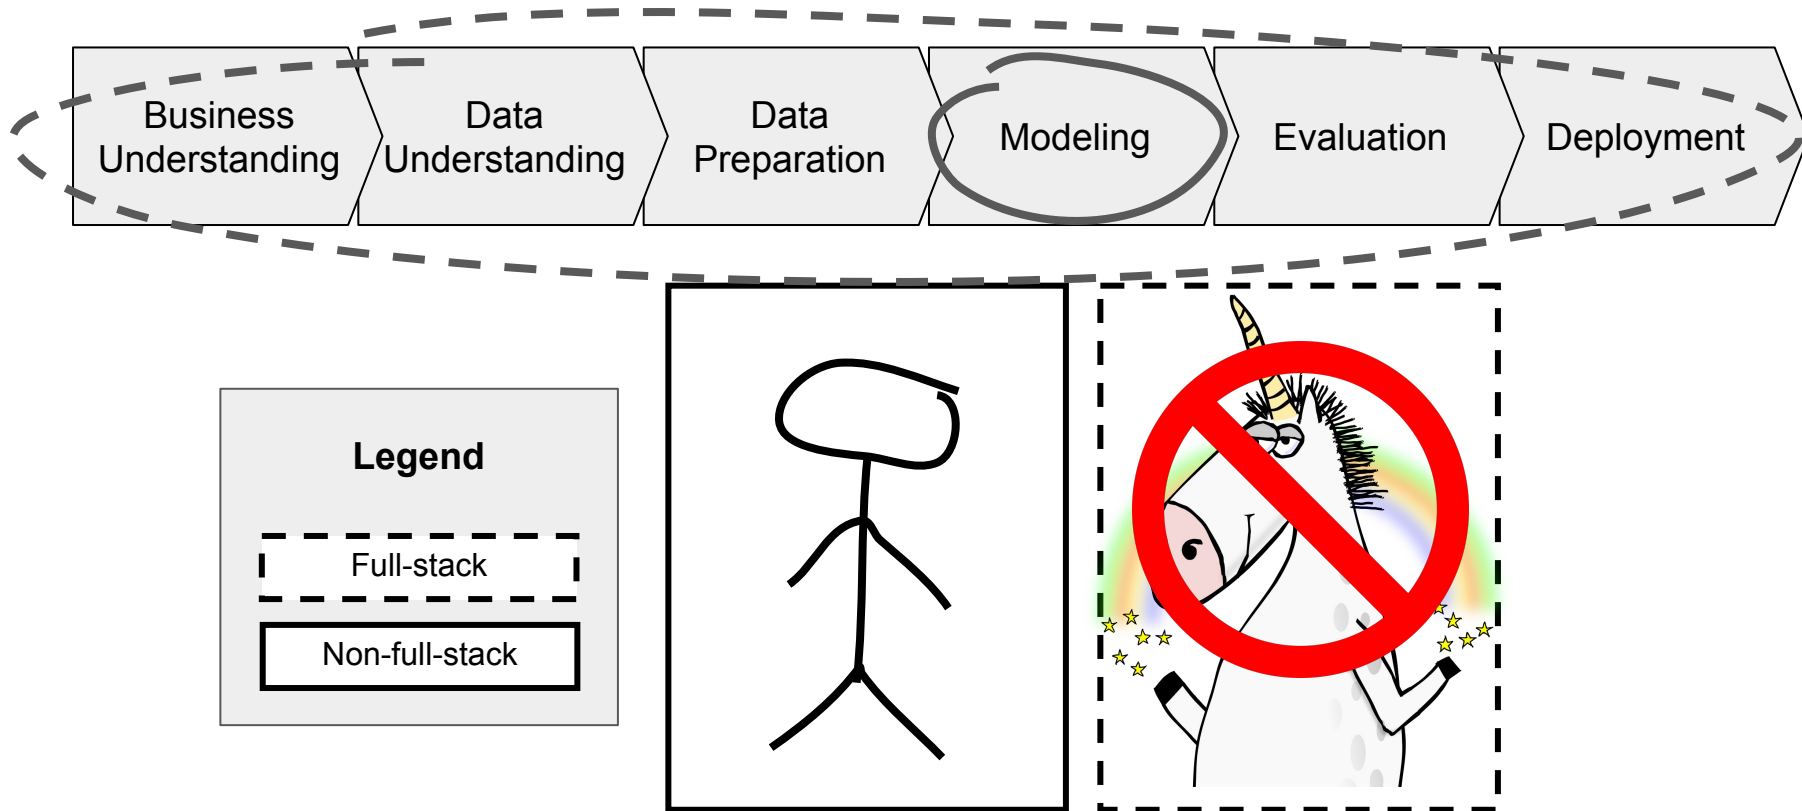 Business
Understanding
Data
Understanding
Data
Preparation
Modeling
Evaluation
Deployment
Legend
Full-stack
Non-full-stack